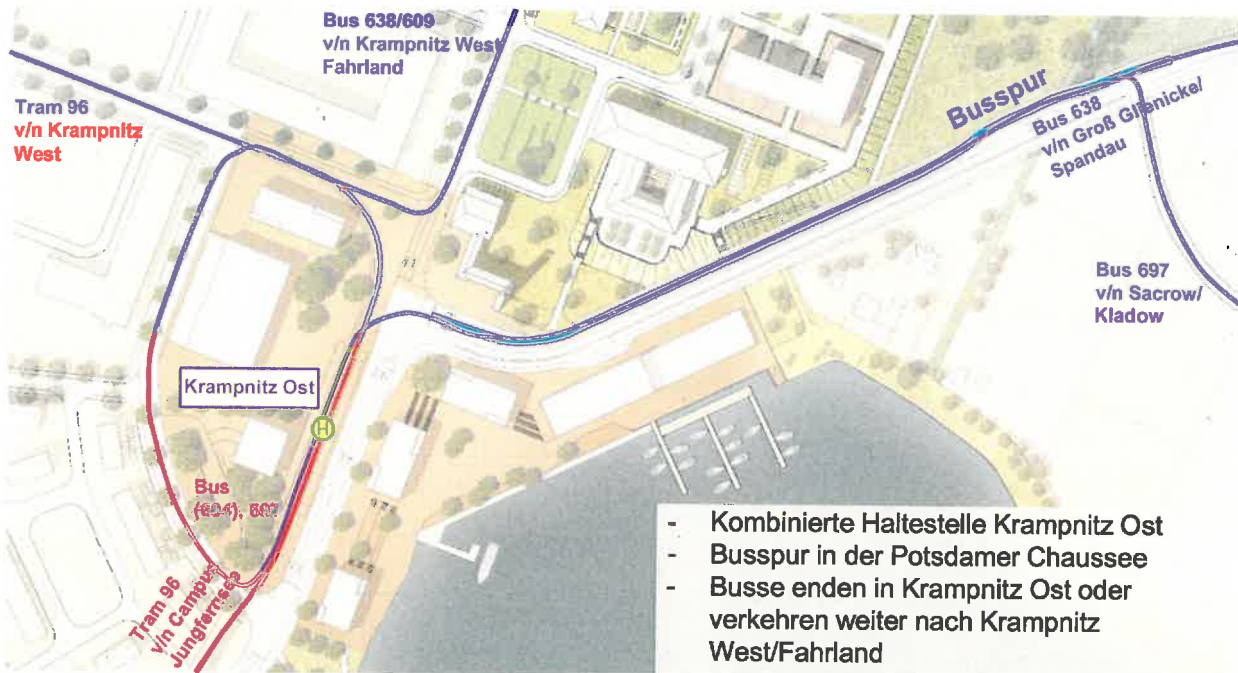 Bus 638/609
v/n Krampnitz West
Fahrland
Tram 96
v/n Krampnitz
West
Busspur
Bus 638
v/n Groß Glienicke/
Spandau
Bus 697
v/n Sacrow/
Kladow
Krampnitz Ost
H
Bus
Tram 96
v/n Campus
Jungfernsee
- Kombinierte Haltestelle Krampnitz Ost
- Busspur in der Potsdamer Chaussee
- Busse enden in Krampnitz Ost oder
verkehren weiter nach Krampnitz
West/Fahrland